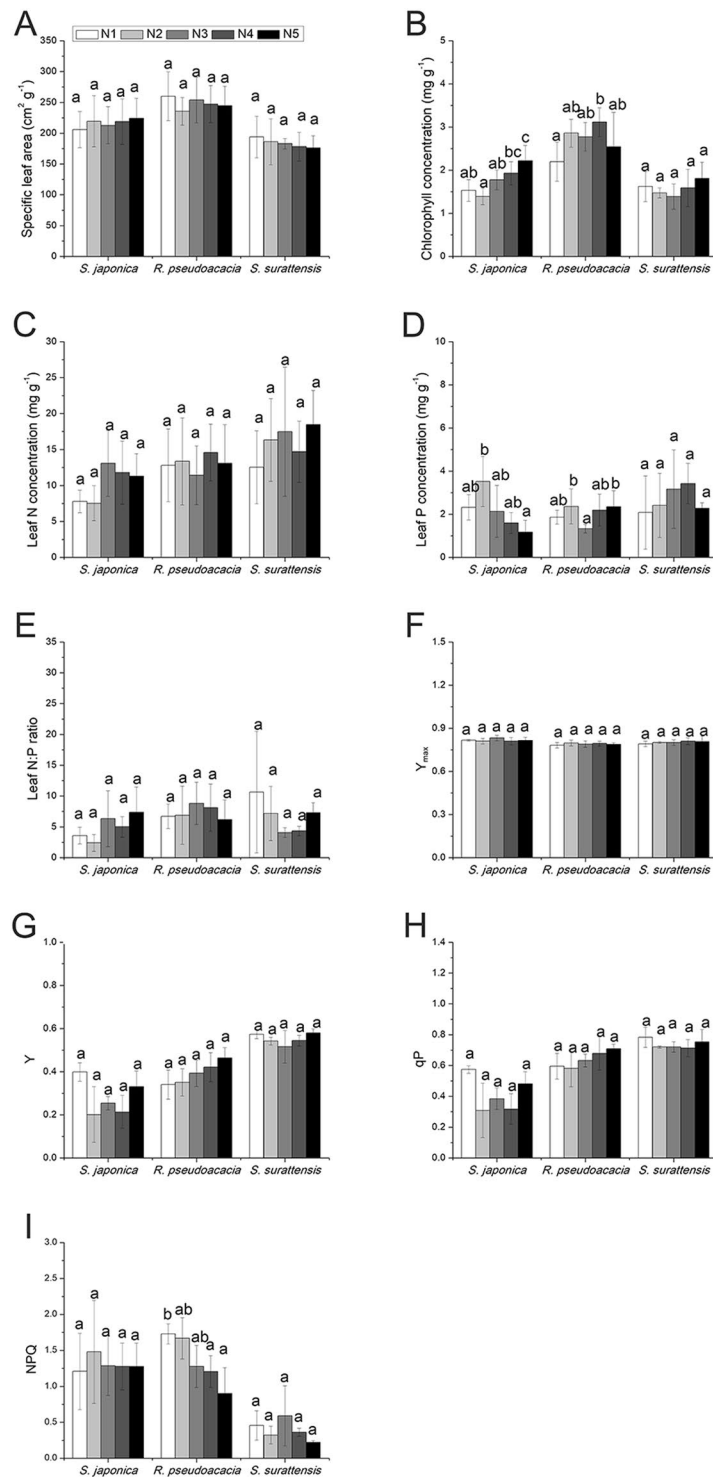 A
N1 N2 N3 N4 N5
Specific leaf area (cm² g⁻¹)
350
300
250
200
150
100
50
0
a a a a a
a a a a a
a a a a a
S. japonica R. pseudoacacia S. surattensis
B
Chlorophyll concentration (mg g⁻¹)
5
4
3
2
1
0
ab a ab bc c
a ab ab b ab
a a a a a
S. japonica R. pseudoacacia S. surattensis
C
Leaf N concentration (mg g⁻¹)
35
30
25
20
15
10
5
0
a a a a a
a a a a a
a a a a a
S. japonica R. pseudoacacia S. surattensis
D
Leaf P concentration (mg g⁻¹)
10
8
6
4
2
0
ab b ab ab a
ab b a ab b
a a a a a
S. japonica R. pseudoacacia S. surattensis
E
Leaf N:P ratio
35
30
25
20
15
10
5
0
a a a a a
a a a a a
a a a a a
S. japonica R. pseudoacacia S. surattensis
F
Ymax
1.5
1.2
0.9
0.6
0.3
0.0
a a a a a
a a a a a
a a a a a
S. japonica R. pseudoacacia S. surattensis
G
Y
1.0
0.8
0.6
0.4
0.2
0.0
a a a a a
a a a a a
a a a a a
S. japonica R. pseudoacacia S. surattensis
H
qP
1.4
1.2
1.0
0.8
0.6
0.4
0.2
0.0
a a a a a
a a a a a
a a a a a
S. japonica R. pseudoacacia S. surattensis
I
NPQ
3.0
2.5
2.0
1.5
1.0
0.5
0.0
a a a a a
b ab ab a a
a a a a a
S. japonica R. pseudoacacia S. surattensis